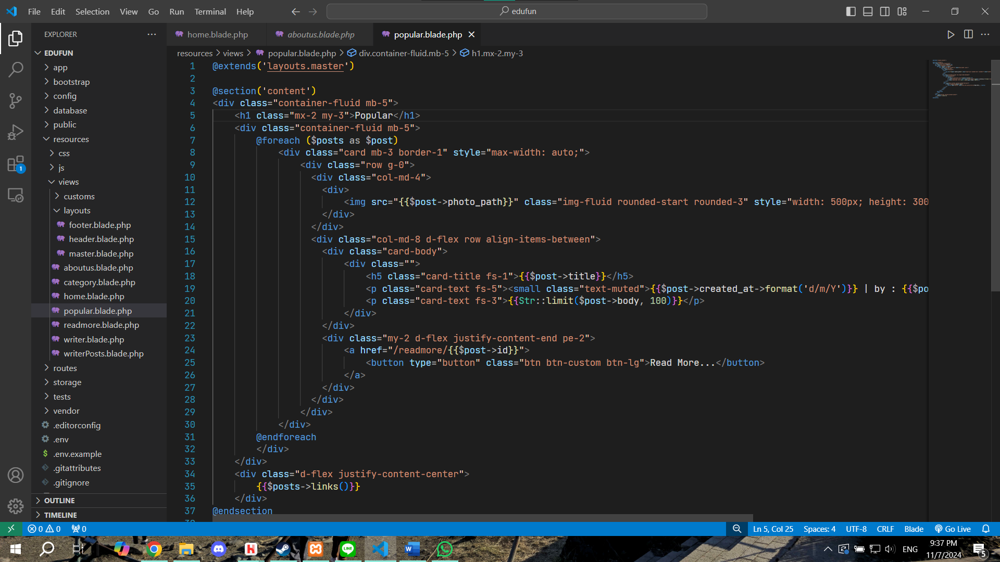 File Edit Selection View Go Run Terminal Help
edufun
EXPLORER
home.blade.php
aboutus.blade.php
popular.blade.php
resources > views > popular.blade.php > div.container-fluid.mb-5 > h1.mx-2.my-3
EDUFUN
app
bootstrap
config
database
public
resources
css
js
views
customs
layouts
footer.blade.php
header.blade.php
master.blade.php
aboutus.blade.php
category.blade.php
home.blade.php
popular.blade.php
readmore.blade.php
writer.blade.php
writerPosts.blade.php
routes
storage
tests
vendor
.editorconfig
.env
$ .env.example
.gitattributes
.gitignore
OUTLINE
TIMELINE
1
1 @extends('layouts.master')
2
3 @section('content')
4 <div class="container-fluid mb-5">
5 <h1 class="mx-2 my-3">Popular</h1>
6 <div class="container-fluid mb-5">
7 @foreach ($posts as $post)
8 <div class="card mb-3 border-1" style="max-width: auto;">
9 <div class="row g-0">
10 <div class="col-md-4">
11 <div>
12 <img src="{{$post->photo_path}}" class="img-fluid rounded-start rounded-3" style="width: 500px; height: 300
13 </div>
14 </div>
15 <div class="col-md-8 d-flex row align-items-between">
16 <div class="card-body">
17 <div class="">
18 <h5 class="card-title fs-1">{{$post->title}}</h5>
19 <p class="card-text fs-5"><small class="text-muted">{{$post->created_at->format('d/m/Y')}} | by : {{$po
20 <p class="card-text fs-3">{{Str::limit($post->body, 100)}}</p>
21 </div>
22 </div>
23 <div class="my-2 d-flex justify-content-end pe-2">
24 <a href="/readmore/{{$post->id}}">
25 <button type="button" class="btn btn-custom btn-lg">Read More...</button>
26 </a>
27 </div>
28 </div>
29 </div>
30 </div>
31 @endforeach
32 </div>
33 </div>
34 <div class="d-flex justify-content-center">
35 {{$posts->links()}}
36 </div>
37 @endsection
0 0 0
Ln 5, Col 25 Spaces: 4 UTF-8 CRLF Blade Go Live
LINE
ENG
9:37 PM
11/7/2024
5